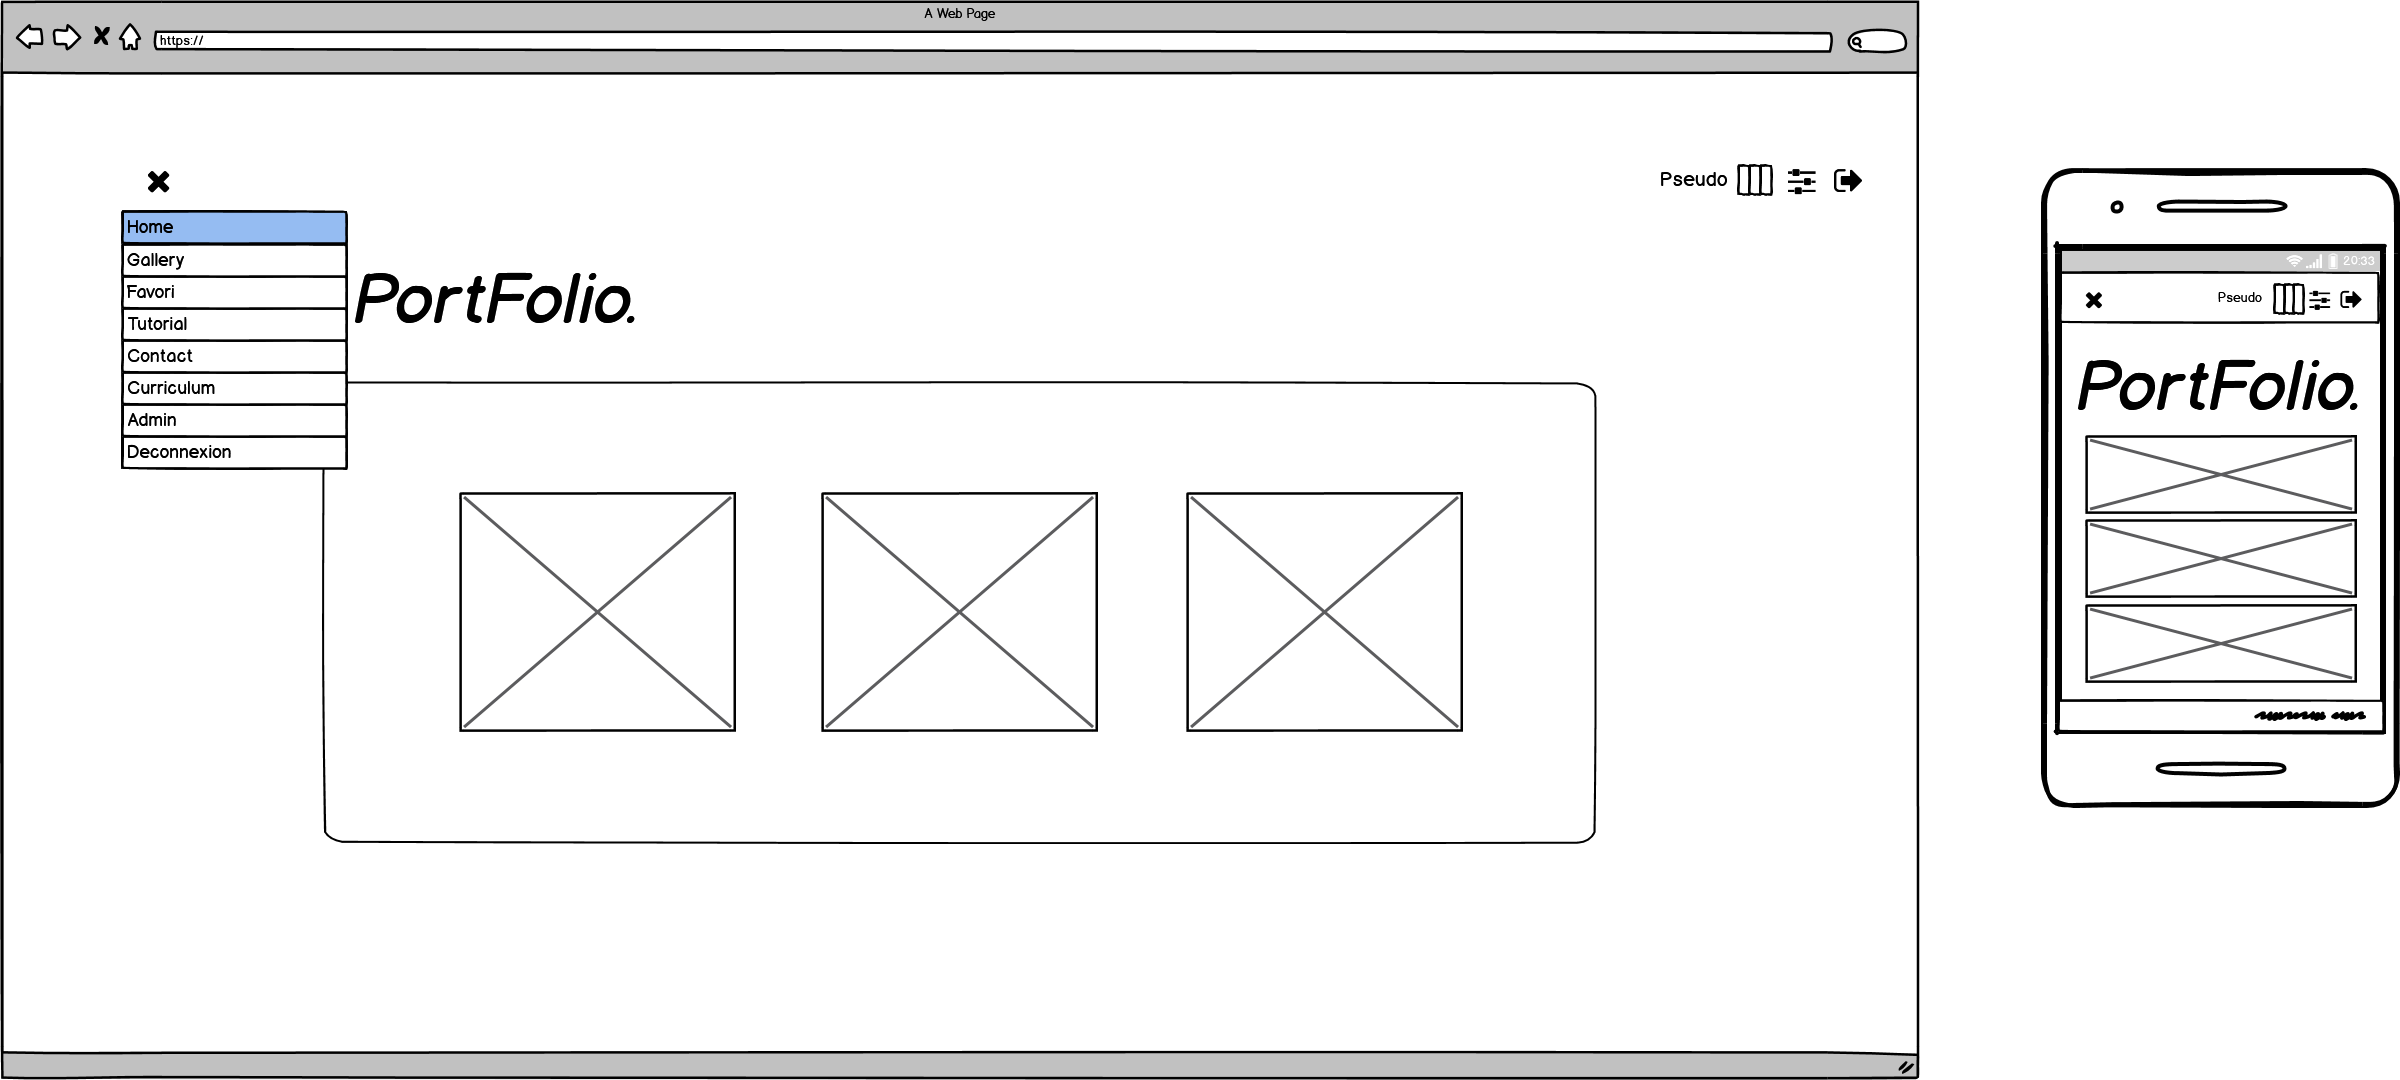 A Web Page
https://
Pseudo
Home
Gallery
Favori
Tutorial
Contact
Curriculum
Admin
Deconnexion
PortFolio.
20:33
Pseudo
PortFolio.